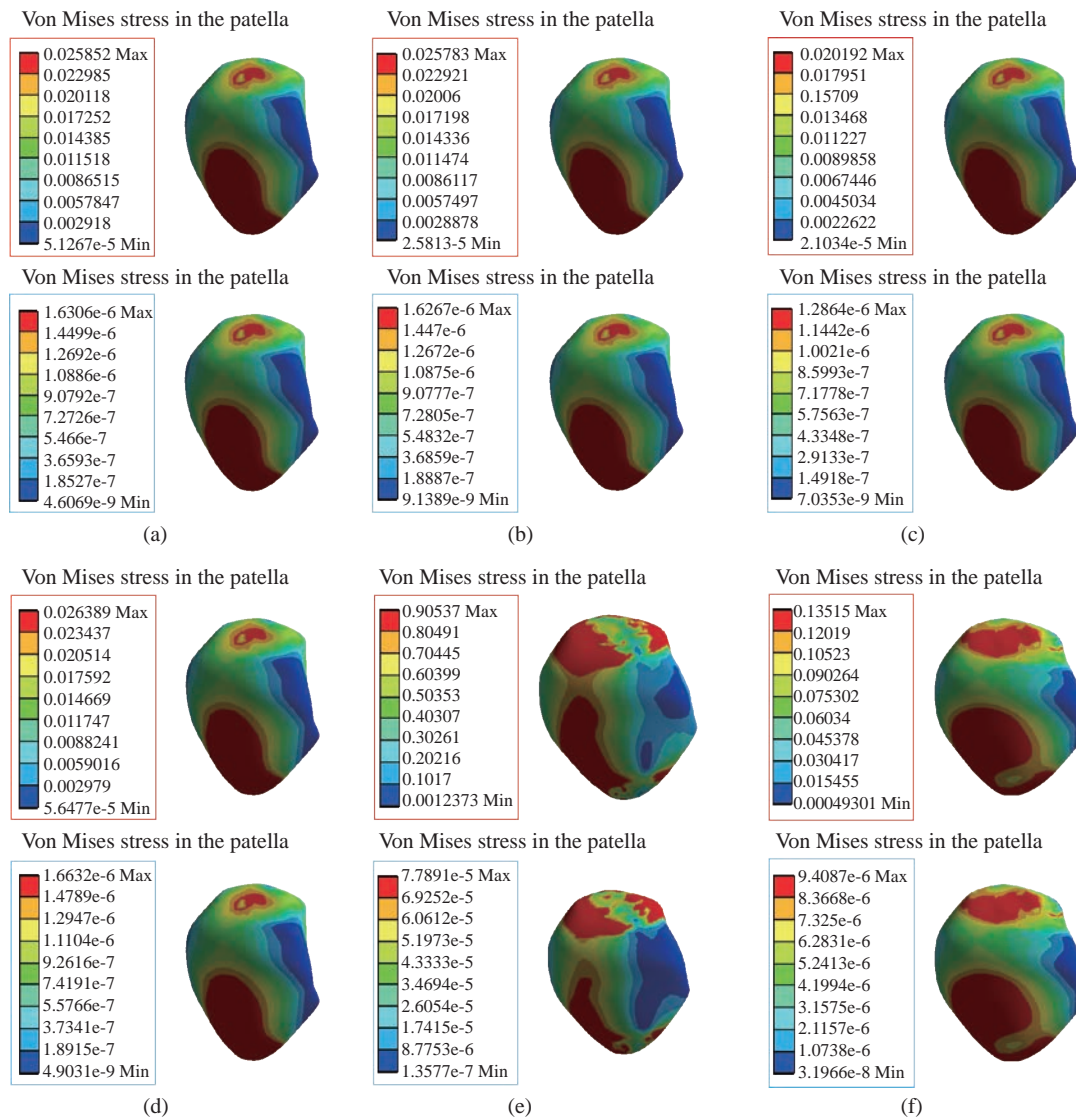 Von Mises stress in the patella
0.025852 Max
0.022985
0.020118
0.017252
0.014385
0.011518
0.0086515
0.0057847
0.002918
5.1267e-5 Min
Von Mises stress in the patella
0.025783 Max
0.022921
0.02006
0.017198
0.014336
0.011474
0.0086117
0.0057497
0.0028878
2.5813-5 Min
Von Mises stress in the patella
0.020192 Max
0.017951
0.15709
0.013468
0.011227
0.0089858
0.0067446
0.0045034
0.0022622
2.1034e-5 Min
Von Mises stress in the patella
1.6306e-6 Max
1.4499e-6
1.2692e-6
1.0886e-6
9.0792e-7
7.2726e-7
5.466e-7
3.6593e-7
1.8527e-7
4.6069e-9 Min
(a)
Von Mises stress in the patella
1.6267e-6 Max
1.447e-6
1.2672e-6
1.0875e-6
9.0777e-7
7.2805e-7
5.4832e-7
3.6859e-7
1.8887e-7
9.1389e-9 Min
(b)
Von Mises stress in the patella
1.2864e-6 Max
1.1442e-6
1.0021e-6
8.5993e-7
7.1778e-7
5.7563e-7
4.3348e-7
2.9133e-7
1.4918e-7
7.0353e-9 Min
(c)
Von Mises stress in the patella
0.026389 Max
0.023437
0.020514
0.017592
0.014669
0.011747
0.0088241
0.0059016
0.002979
5.6477e-5 Min
Von Mises stress in the patella
0.90537 Max
0.80491
0.70445
0.60399
0.50353
0.40307
0.30261
0.20216
0.1017
0.0012373 Min
Von Mises stress in the patella
0.13515 Max
0.12019
0.10523
0.090264
0.075302
0.06034
0.045378
0.030417
0.015455
0.00049301 Min
Von Mises stress in the patella
1.6632e-6 Max
1.4789e-6
1.2947e-6
1.1104e-6
9.2616e-7
7.4191e-7
5.5766e-7
3.7341e-7
1.8915e-7
4.9031e-9 Min
(d)
Von Mises stress in the patella
7.7891e-5 Max
6.9252e-5
6.0612e-5
5.1973e-5
4.3333e-5
3.4694e-5
2.6054e-5
1.7415e-5
8.7753e-6
1.3577e-7 Min
(e)
Von Mises stress in the patella
9.4087e-6 Max
8.3668e-6
7.325e-6
6.2831e-6
5.2413e-6
4.1994e-6
3.1575e-6
2.1157e-6
1.0738e-6
3.1966e-8 Min
(f)